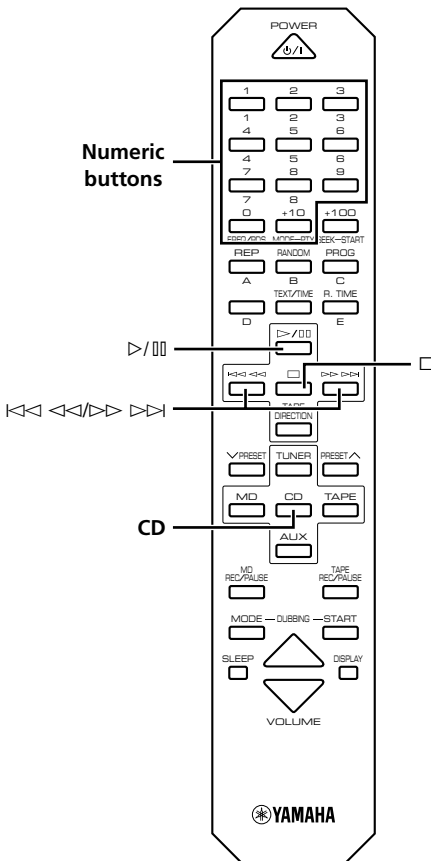 POWER
⏻/I
1 2 3
1 2 3
4 5 6
4 5 6
Numeric
buttons
7 8 9
7 8
0 +10 +100
FREQ/RDS MODE–PTY SEEK–START
REP RANDOM PROG
A B C
TEXT/TIME R. TIME
D E
▷/▯▯
▷/▯▯
□
|◁◁ ◁◁ □ ▷▷ ▷▷|
|◁◁ ◁◁/▷▷ ▷▷|
TAPE
DIRECTION
∨PRESET TUNER PRESET∧
MD CD TAPE
CD
AUX
MD
REC/PAUSE
TAPE
REC/PAUSE
MODE – DUBBING – START
SLEEP DISPLAY
VOLUME
YAMAHA